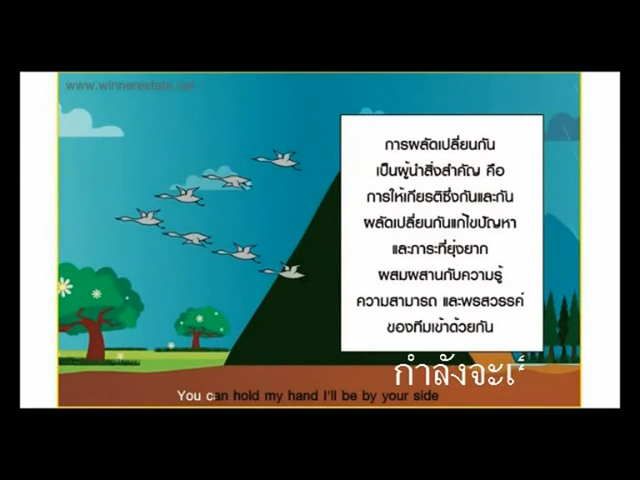 การผลัดเปลี่ยนกัน
เป็นผู้นำสิ่งสำคัญ คือ
การให้เกียรติซึ่งกันและกัน
ผลัดเปลี่ยนกันแก้ไขปัญหา
และภาระที่ยุ่งยาก
ผสมผสานกับความรู้
ความสามารถ และพรสวรรค์
ของทีมเข้าด้วยกัน
กำลังจะเ
You can hold my hand I'll be by your side